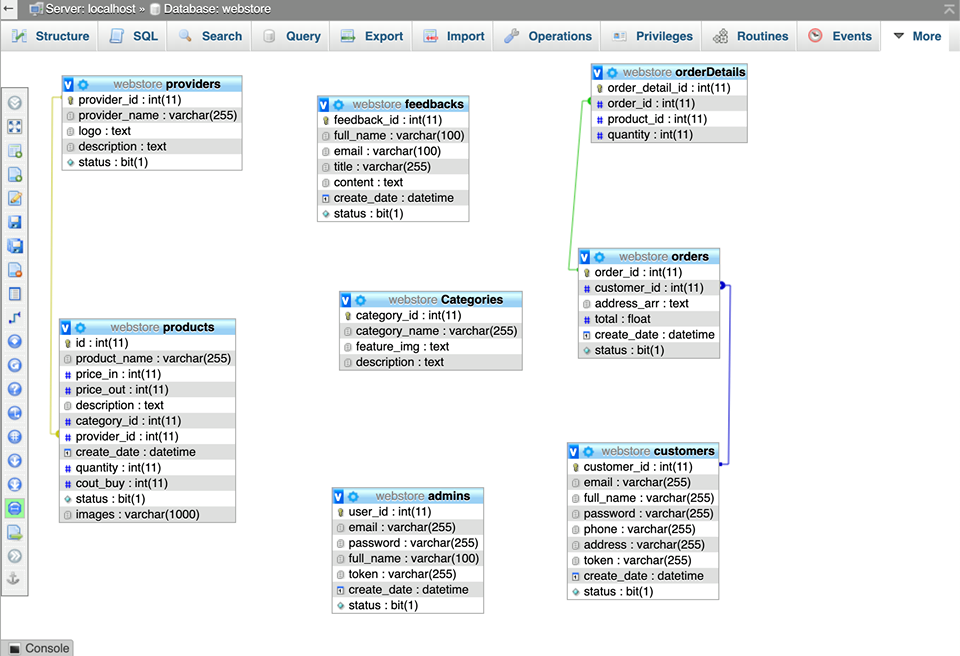 Server: localhost » Database: webstore
Structure SQL Search Query Export Import Operations Privileges Routines Events More
webstore providers
provider_id : int(11)
provider_name : varchar(255)
logo : text
description : text
status : bit(1)
webstore feedbacks
feedback_id : int(11)
full_name : varchar(100)
email : varchar(100)
title : varchar(255)
content : text
create_date : datetime
status : bit(1)
webstore orderDetails
order_detail_id : int(11)
order_id : int(11)
product_id : int(11)
quantity : int(11)
webstore orders
order_id : int(11)
customer_id : int(11)
address_arr : text
total : float
create_date : datetime
status : bit(1)
webstore Categories
category_id : int(11)
category_name : varchar(255)
feature_img : text
description : text
webstore products
id : int(11)
product_name : varchar(255)
price_in : int(11)
price_out : int(11)
description : text
category_id : int(11)
provider_id : int(11)
create_date : datetime
quantity : int(11)
cout_buy : int(11)
status : bit(1)
images : varchar(1000)
webstore admins
user_id : int(11)
email : varchar(255)
password : varchar(255)
full_name : varchar(100)
token : varchar(255)
create_date : datetime
status : bit(1)
webstore customers
customer_id : int(11)
email : varchar(255)
full_name : varchar(255)
password : varchar(255)
phone : varchar(255)
address : varchar(255)
token : varchar(255)
create_date : datetime
status : bit(1)
Console